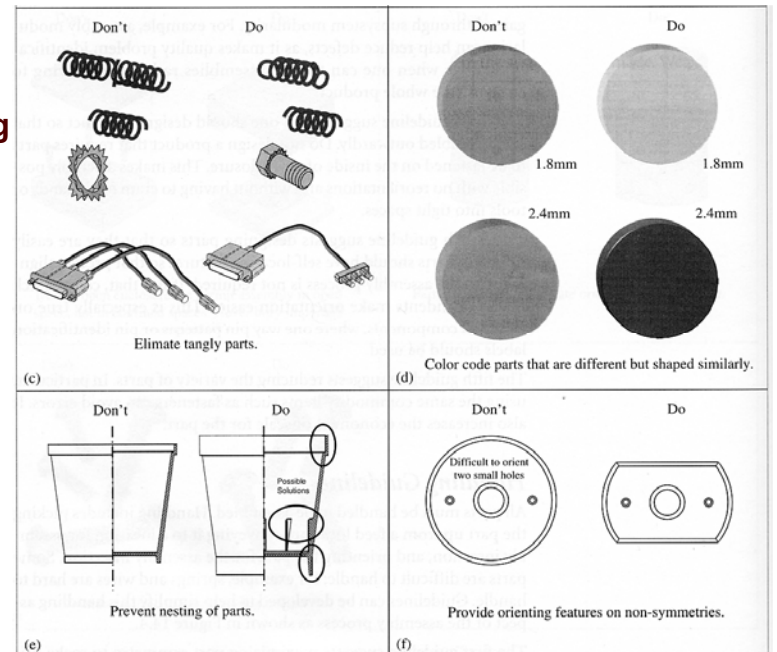 g
Don't Do
Elimate tangly parts.
(c)
Don't Do
1.8mm 1.8mm
2.4mm 2.4mm
Color code parts that are different but shaped similarly.
(d)
Don't Do
Possible
Solutions
Prevent nesting of parts.
(e)
Don't Do
Difficult to orient
two small holes
Provide orienting features on non-symmetries.
(f)